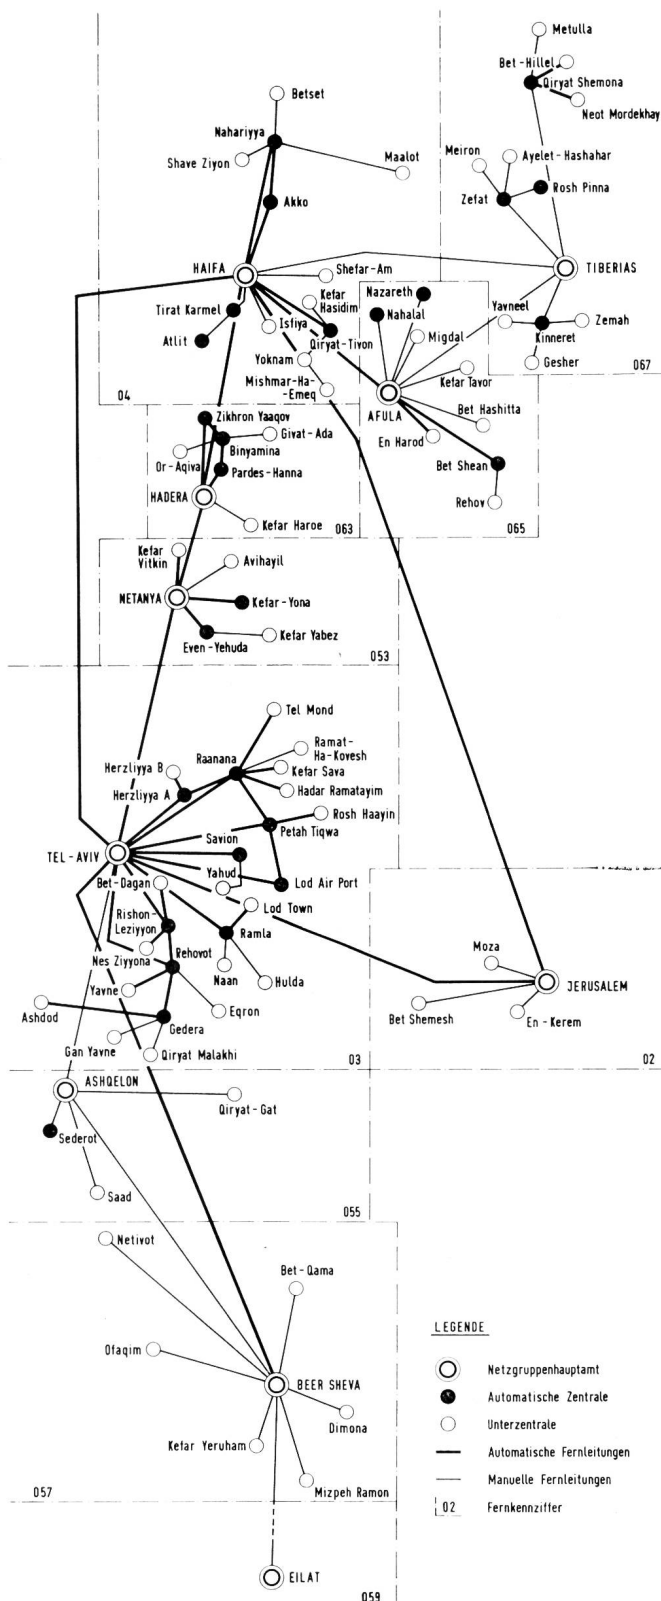 Metulla
Bet-Hillel
Qiryat Shemona
Neot Mordekhay
Betset
Nahariyya
Shave Ziyon
Maalot
Meiron
Ayelet-Hashahar
Akko
Zefat
Rosh Pinna
HAIFA
Shefar-Am
TIBERIAS
Nazareth
Kefar
Hasidim
Yavneel
Zemah
Tirat Karmel
Isfiya
Nahalal
Kinneret
Atlit
Qiryat-Tivon
Migdal
Yoknam
Gesher
067
Mishmar-Ha-
-Emeq
Kefar Tavor
04
AFULA
Bet Hashitta
Zikhron Yaaqov
Givat-Ada
En Harod
Binyamina
Or-Aqiva
Pardes-Hanna
Bet Shean
HADERA
Rehov
Kefar Haroe
063
065
Kefar
Vitkin
Avihayil
NETANYA
Kefar-Yona
Even-Yehuda
Kefar Yabez
053
Tel Mond
Raanana
Ramat-
Ha-Kovesh
Herzliyya B
Kefar Sava
Herzliyya A
Hadar Ramatayim
Rosh Haayin
Petah Tiqwa
TEL-AVIV
Savion
Yahud
Bet-Dagan
Lod Air Port
Rishon-
Leziyyon
Lod Town
Ramla
Nes Ziyyona
Rehovot
Moza
Naan
Hulda
JERUSALEM
Yavne
Ashdod
Eqron
Bet Shemesh
En-Kerem
Gedera
Gan Yavne
Qiryat Malakhi
03
02
ASHQELON
Qiryat-Gat
Sederot
Saad
055
Netivot
Bet-Qama
Ofaqim
BEER SHEVA
Dimona
Kefar Yeruham
Mizpeh Ramon
057
EILAT
059
LEGENDE
Netzgruppenhauptamt
Automatische Zentrale
Unterzentrale
Automatische Fernleitungen
Manuelle Fernleitungen
02 Fernkennziffer